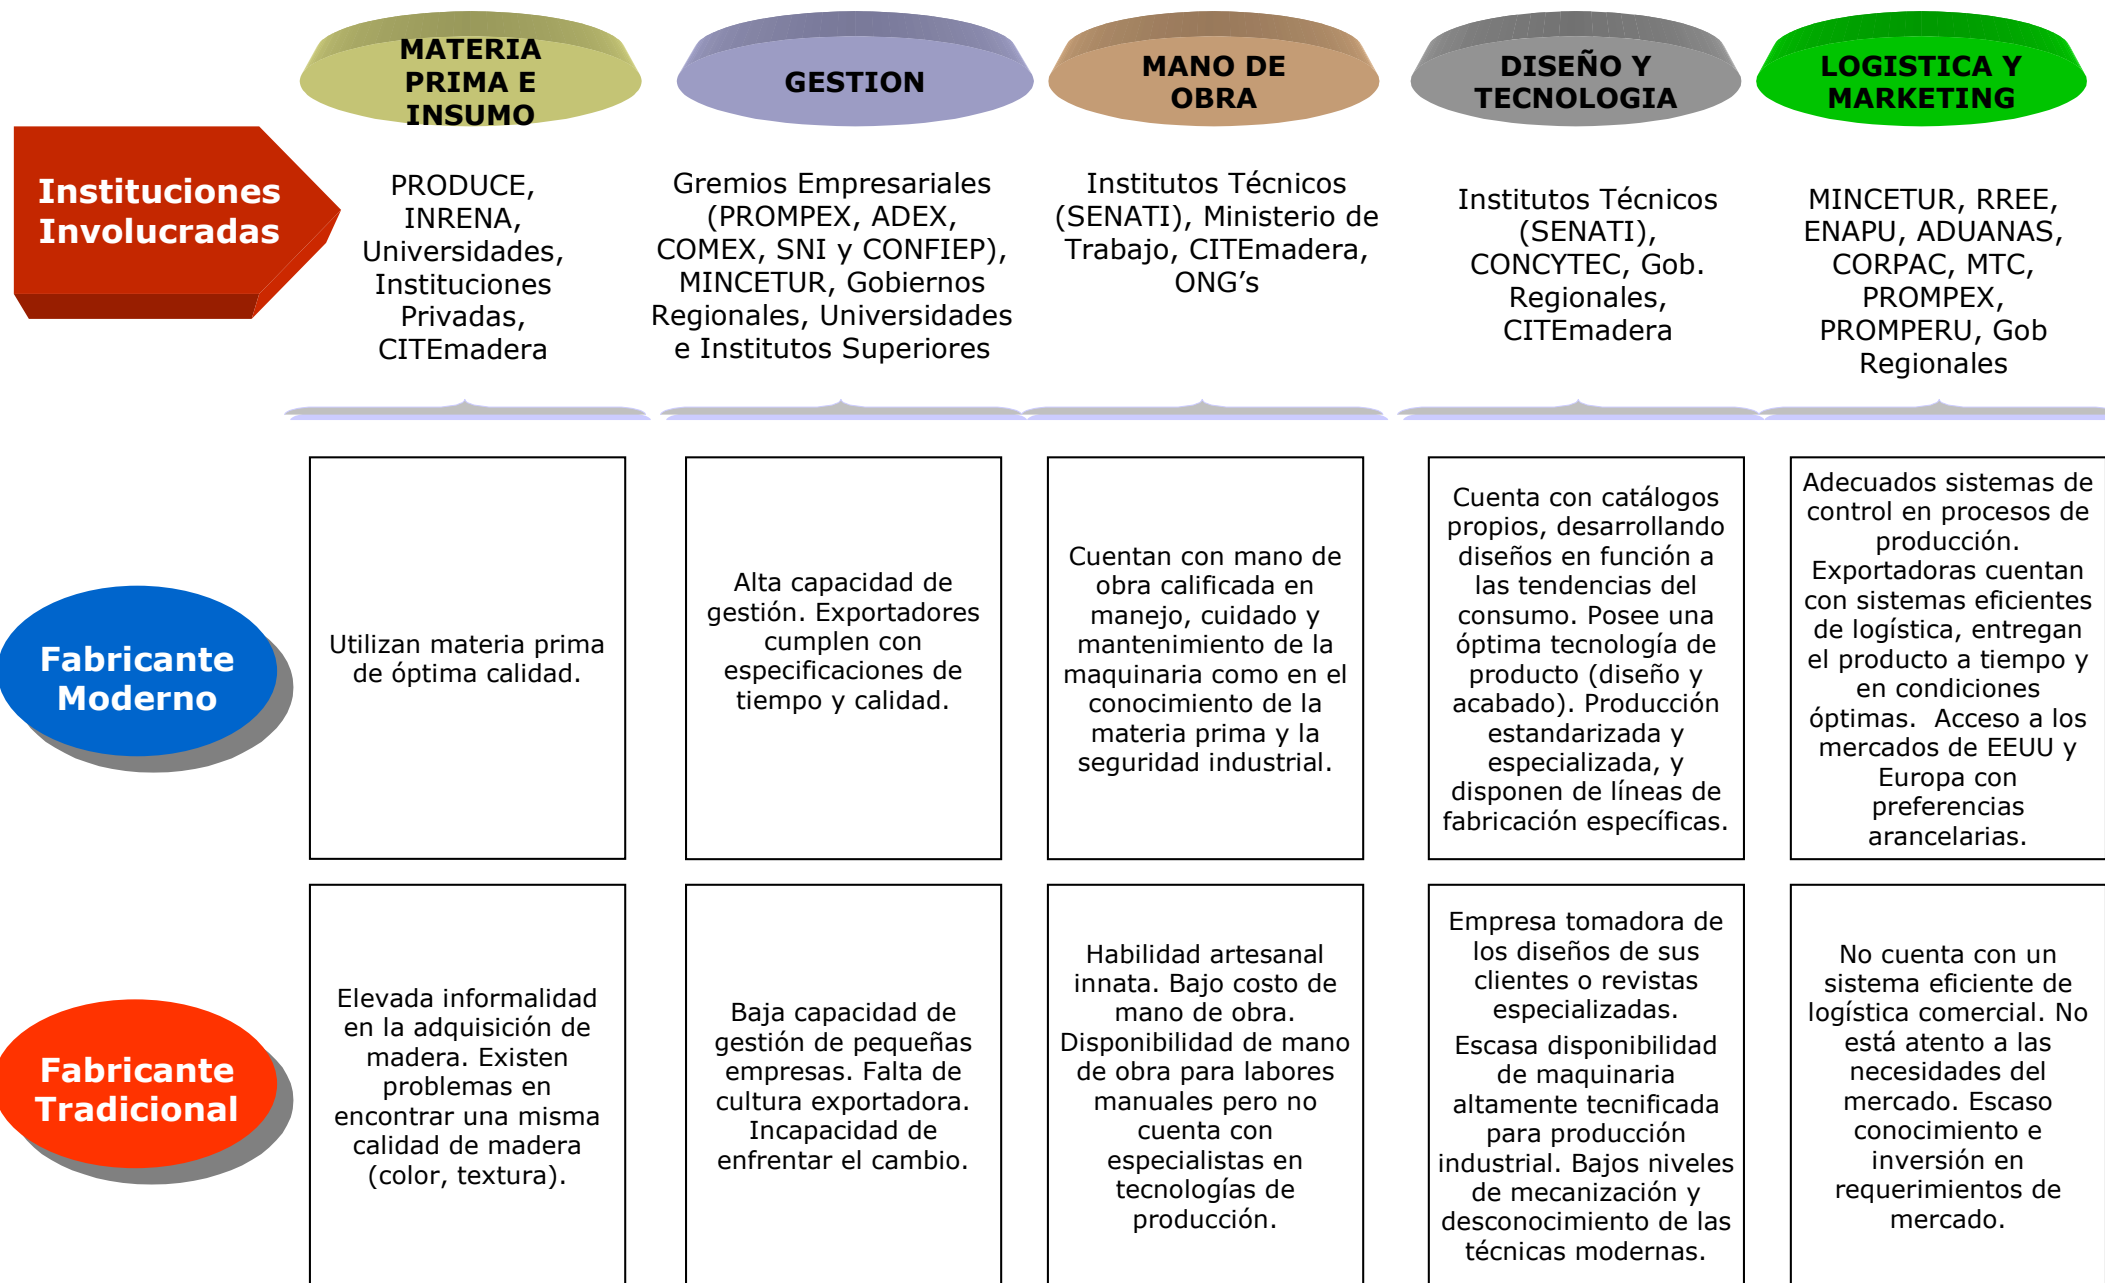 MATERIA
PRIMA E
INSUMO
GESTION
MANO DE
OBRA
DISEÑO Y
TECNOLOGIA
LOGISTICA Y
MARKETING
Instituciones
Involucradas
PRODUCE,
INRENA,
Universidades,
Instituciones
Privadas,
CITEmadera
Gremios Empresariales
(PROMPEX, ADEX,
COMEX, SNI y CONFIEP),
MINCETUR, Gobiernos
Regionales, Universidades
e Institutos Superiores
Institutos Técnicos
(SENATI), Ministerio de
Trabajo, CITEmadera,
ONG’s
Institutos Técnicos
(SENATI),
CONCYTEC, Gob.
Regionales,
CITEmadera
MINCETUR, RREE,
ENAPU, ADUANAS,
CORPAC, MTC,
PROMPEX,
PROMPERU, Gob
Regionales
Fabricante
Moderno
Utilizan materia prima
de óptima calidad.
Alta capacidad de
gestión. Exportadores
cumplen con
especificaciones de
tiempo y calidad.
Cuentan con mano de
obra calificada en
manejo, cuidado y
mantenimiento de la
maquinaria como en el
conocimiento de la
materia prima y la
seguridad industrial.
Cuenta con catálogos
propios, desarrollando
diseños en función a
las tendencias del
consumo. Posee una
óptima tecnología de
producto (diseño y
acabado). Producción
estandarizada y
especializada, y
disponen de líneas de
fabricación específicas.
Adecuados sistemas de
control en procesos de
producción.
Exportadoras cuentan
con sistemas eficientes
de logística, entregan
el producto a tiempo y
en condiciones
óptimas.  Acceso a los
mercados de EEUU y
Europa con
preferencias
arancelarias.
Fabricante
Tradicional
Elevada informalidad
en la adquisición de
madera. Existen
problemas en
encontrar una misma
calidad de madera
(color, textura).
Baja capacidad de
gestión de pequeñas
empresas. Falta de
cultura exportadora.
Incapacidad de
enfrentar el cambio.
Habilidad artesanal
innata. Bajo costo de
mano de obra.
Disponibilidad de mano
de obra para labores
manuales pero no
cuenta con
especialistas en
tecnologías de
producción.
Empresa tomadora de
los diseños de sus
clientes o revistas
especializadas.
Escasa disponibilidad
de maquinaria
altamente tecnificada
para producción
industrial. Bajos niveles
de mecanización y
desconocimiento de las
técnicas modernas.
No cuenta con un
sistema eficiente de
logística comercial. No
está atento a las
necesidades del
mercado. Escaso
conocimiento e
inversión en
requerimientos de
mercado.